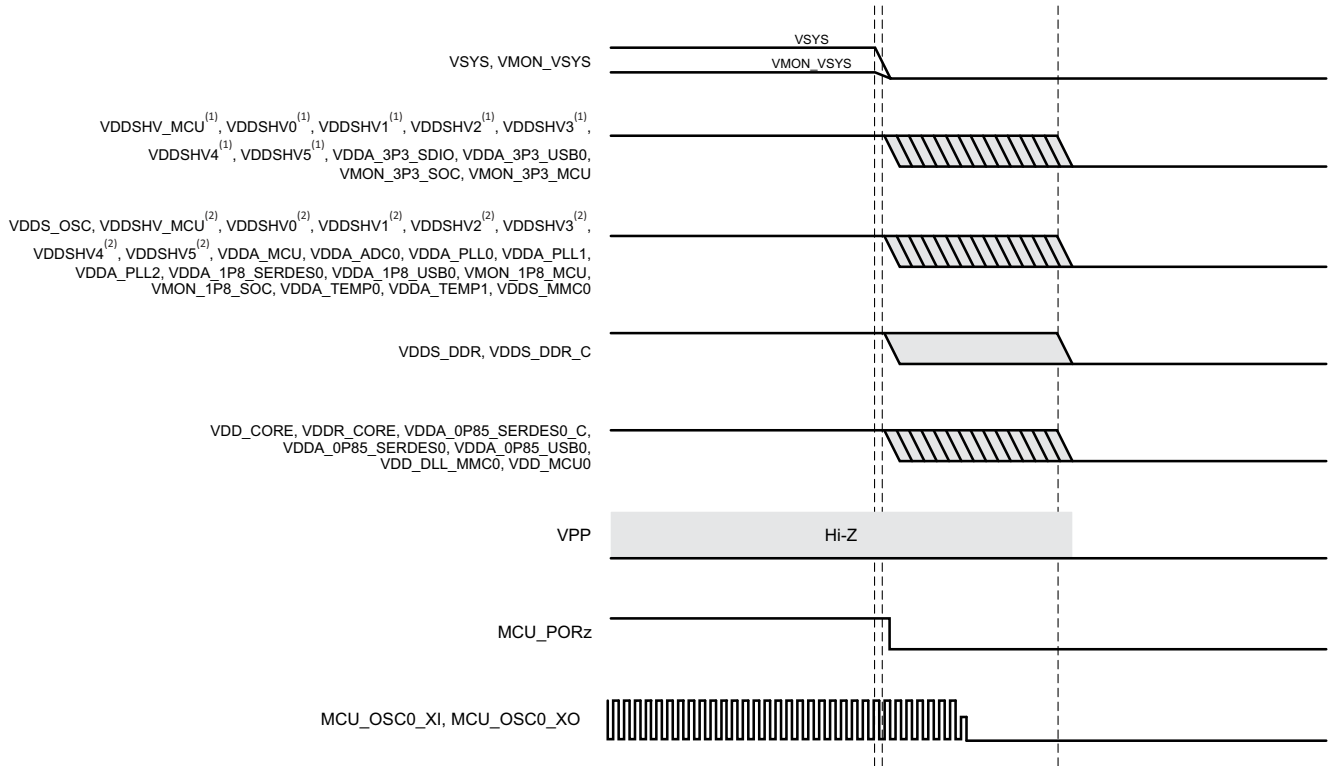 VSYS
VSYS, VMON_VSYS
VMON_VSYS
VDDSHV_MCU(1), VDDSHV0(1), VDDSHV1(1), VDDSHV2(1), VDDSHV3(1),
VDDSHV4(1), VDDSHV5(1), VDDA_3P3_SDIO, VDDA_3P3_USB0,
VMON_3P3_SOC, VMON_3P3_MCU
VDDS_OSC, VDDSHV_MCU(2), VDDSHV0(2), VDDSHV1(2), VDDSHV2(2), VDDSHV3(2),
VDDSHV4(2), VDDSHV5(2), VDDA_MCU, VDDA_ADC0, VDDA_PLL0, VDDA_PLL1,
VDDA_PLL2, VDDA_1P8_SERDES0, VDDA_1P8_USB0, VMON_1P8_MCU,
VMON_1P8_SOC, VDDA_TEMP0, VDDA_TEMP1, VDDS_MMC0
VDDS_DDR, VDDS_DDR_C
VDD_CORE, VDDR_CORE, VDDA_0P85_SERDES0_C,
VDDA_0P85_SERDES0, VDDA_0P85_USB0,
VDD_DLL_MMC0, VDD_MCU0
VPP
Hi-Z
MCU_PORz
MCU_OSC0_XI, MCU_OSC0_XO